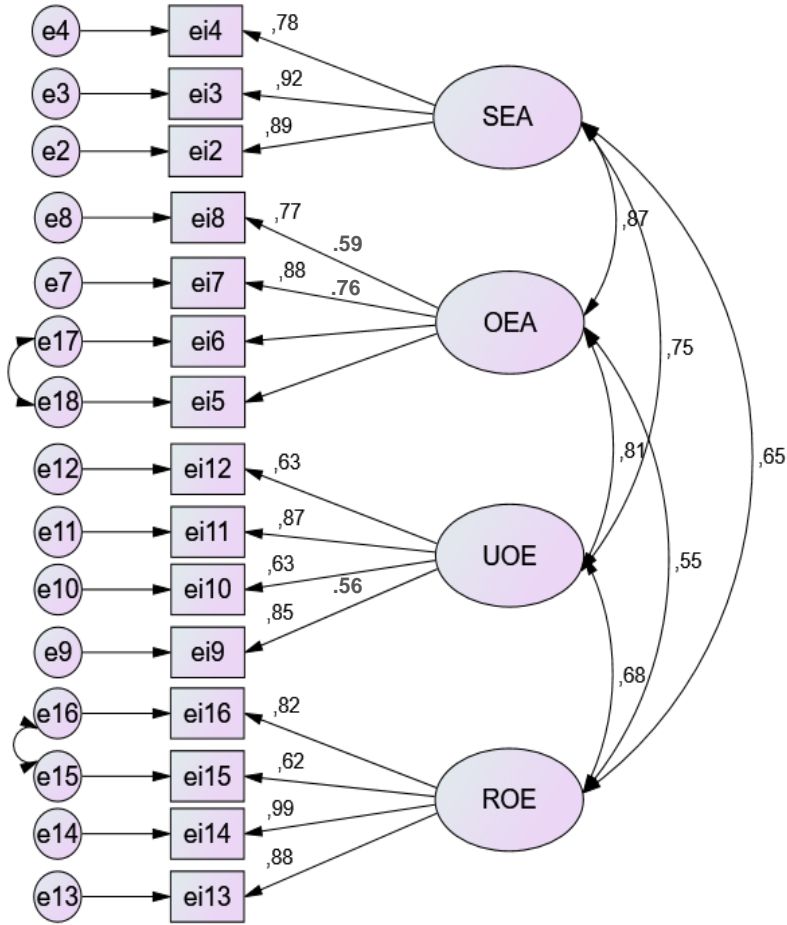 e4 ei4 ,78
e3 ei3 ,92
SEA
e2 ei2 ,89
e8 ei8 ,77
,87
.59
e7 ei7 ,88 .76
OEA
e17 ei6
,75
e18 ei5
,81
,65
e12 ei12 ,63
e11 ei11 ,87
UOE
,55
e10 ei10 ,63 .56
e9 ei9 ,85
,68
e16 ei16 ,82
e15 ei15 ,62
ROE
e14 ei14 ,99
e13 ei13 ,88